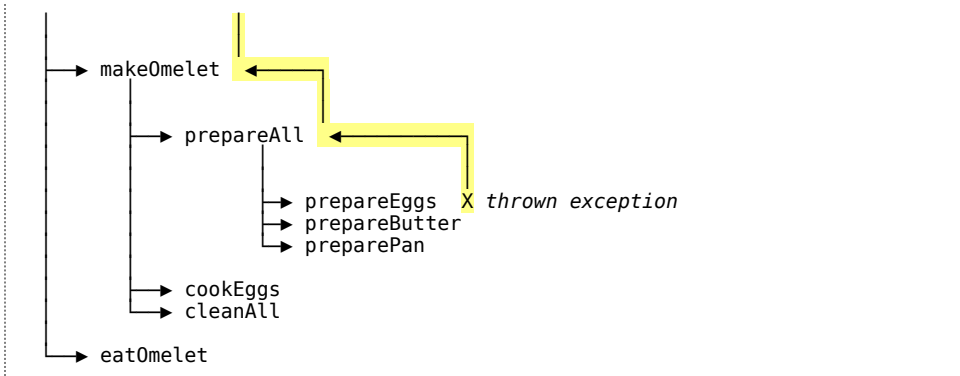 makeOmelet
prepareAll
prepareEggs X thrown exception
prepareButter
preparePan
cookEggs
cleanAll
eatOmelet